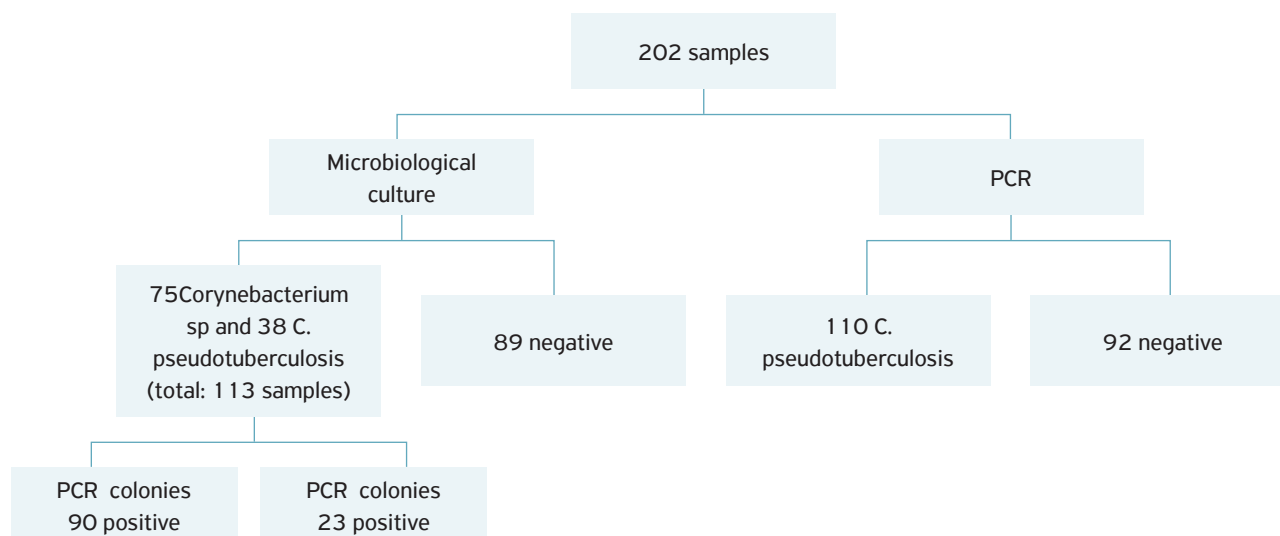 202 samples
Microbiological
culture
PCR
75Corynebacterium
sp and 38 C.
pseudotuberculosis
(total: 113 samples)
89 negative
110 C.
pseudotuberculosis
92 negative
PCR colonies
90 positive
PCR colonies
23 positive